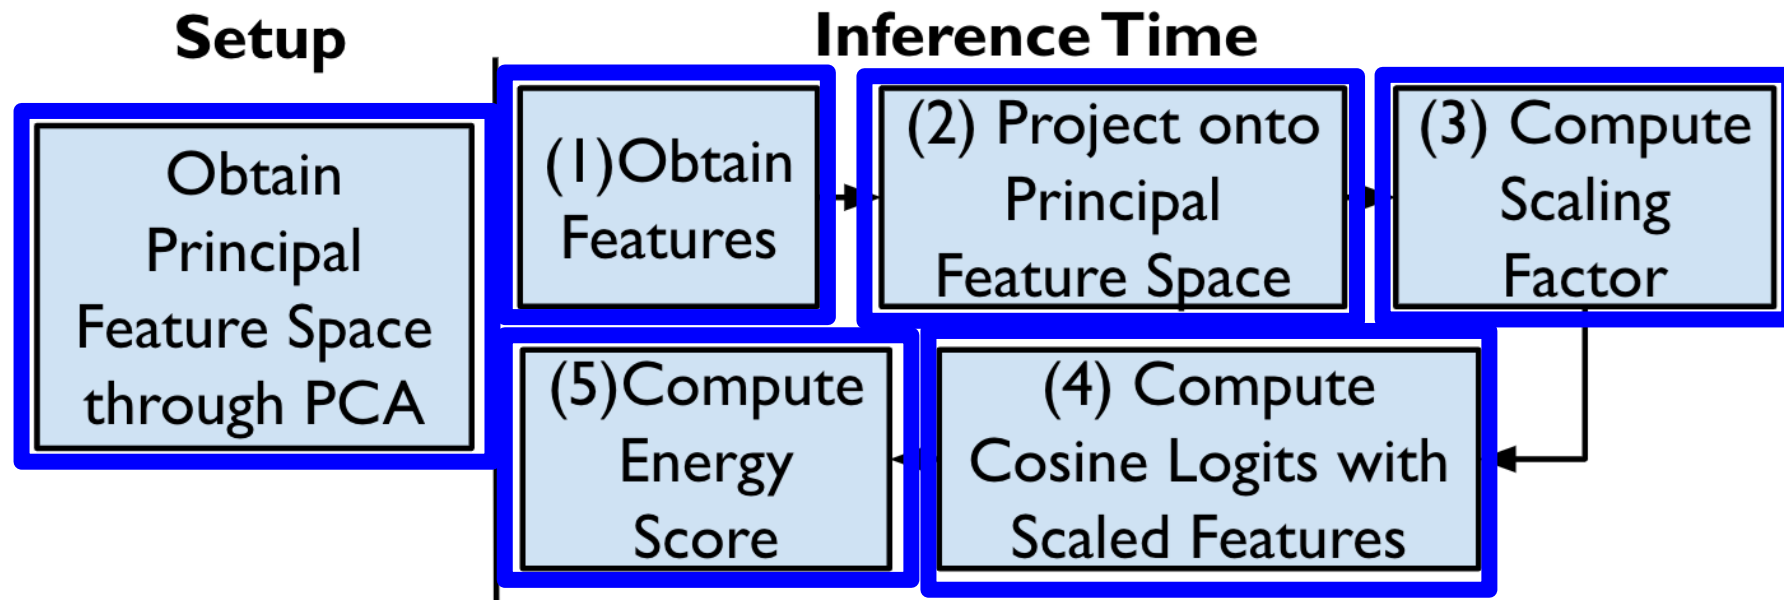 Setup
Inference Time
Obtain
Principal
Feature Space
through PCA
(1)Obtain
Features
(2) Project onto
Principal
Feature Space
(3) Compute
Scaling
Factor
(4) Compute
Cosine Logits with
Scaled Features
(5)Compute
Energy
Score